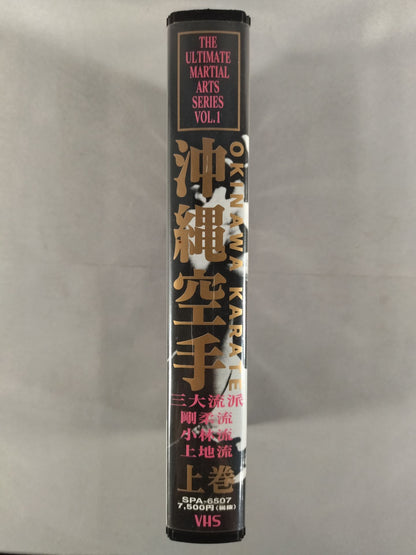 THE
ULTIMATE
MARTIAL
ARTS
SERIES
VOL.1
沖縄空手
OKINAWA KARATE
三大流派
剛柔流
小林流
上地流
上巻
SPA-6507
7,500円(税抜)
VHS